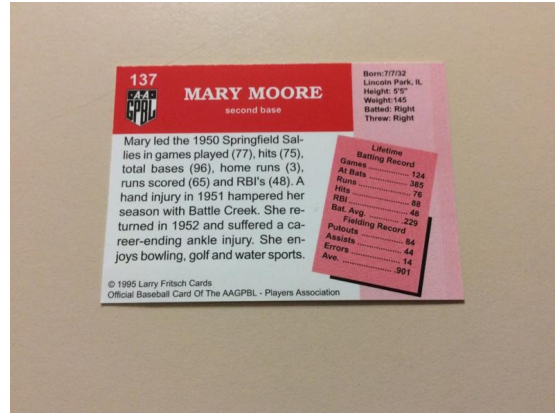 137
AA
GPBL
MARY MOORE
second base
Born:7/7/32
Lincoln Park, IL
Height: 5'5"
Weight:145
Batted: Right
Threw: Right
Mary led the 1950 Springfield Sal-
lies in games played (77), hits (75),
total bases (96), home runs (3),
runs scored (65) and RBI's (48). A
hand injury in 1951 hampered her
season with Battle Creek. She re-
turned in 1952 and suffered a ca-
reer-ending ankle injury. She en-
joys bowling, golf and water sports.
Lifetime
Batting Record
Games ............ 124
At Bats ............ 385
Runs ............ 76
Hits ............ 88
RBI ............ 48
Bat. Avg. ............ .229
Fielding Record
Putouts ............ 84
Assists ............ 44
Errors ............ 14
Ave. ............ .901
© 1995 Larry Fritsch Cards
Official Baseball Card Of The AAGPBL - Players Association